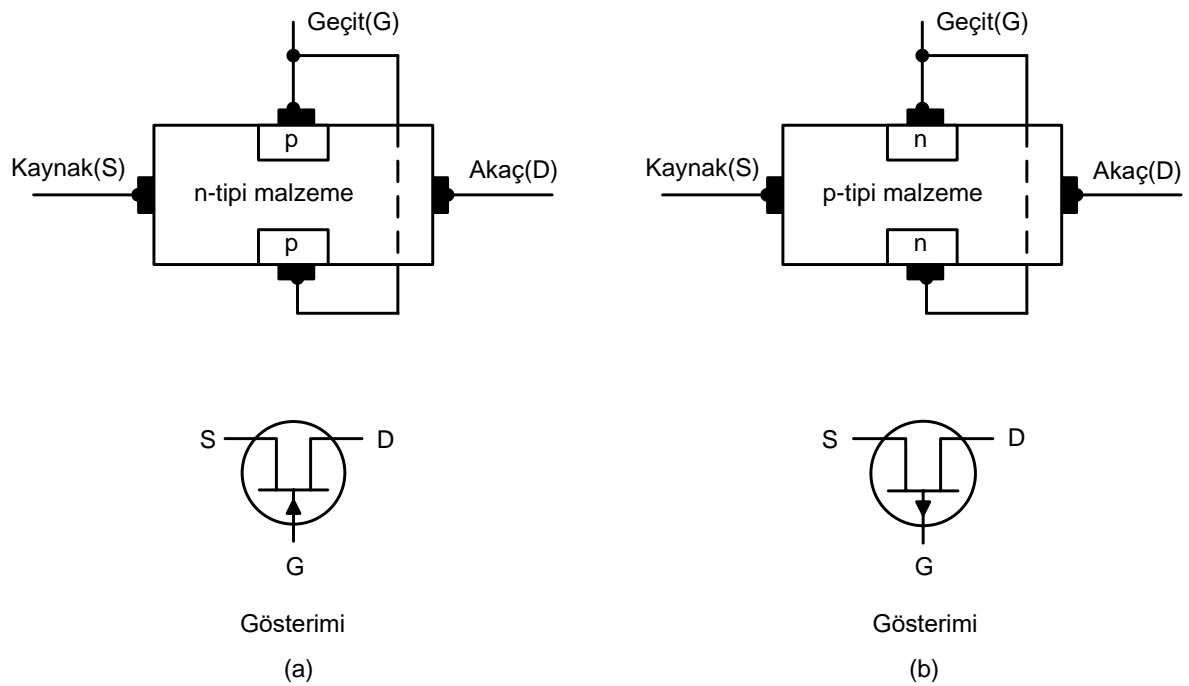 Geçit(G)
p
Kaynak(S)
Akaç(D)
n-tipi malzeme
p
S
D
G
Gösterimi
(a)
Geçit(G)
n
Kaynak(S)
Akaç(D)
p-tipi malzeme
n
S
D
G
Gösterimi
(b)